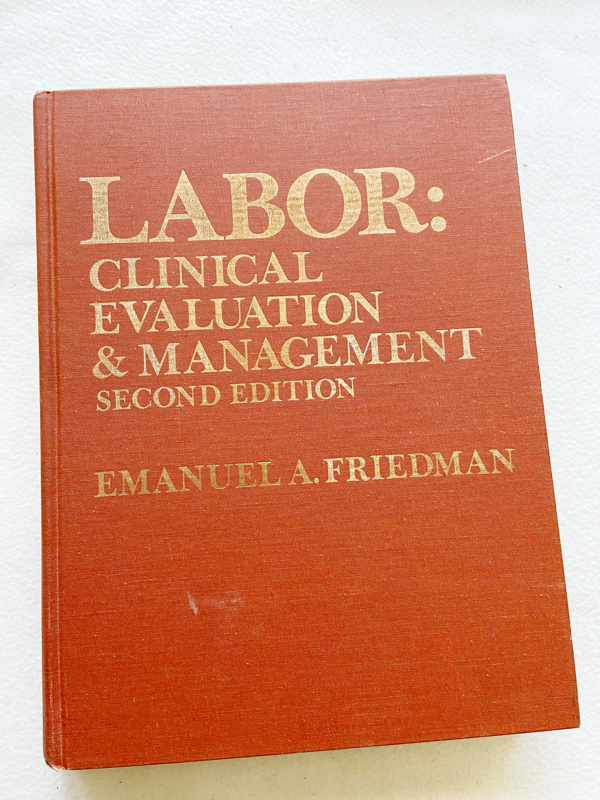 LABOR:
CLINICAL
EVALUATION
& MANAGEMENT
SECOND EDITION
EMANUEL A. FRIEDMAN